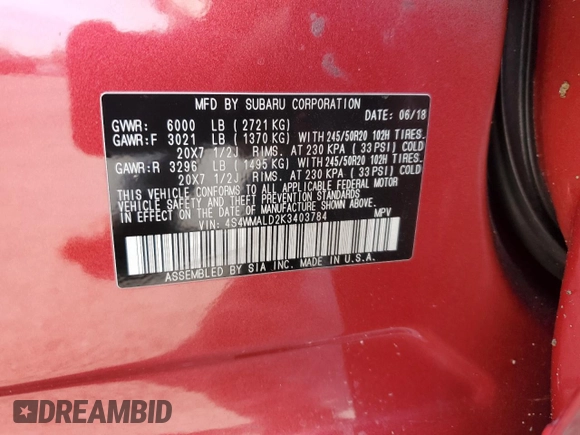 MFD BY SUBARU CORPORATION
DATE: 06/18
GVWR: 6000 LB (2721 KG)
GAWR:F 3021 LB (1370 KG) WITH 245/50R20 102H TIRES.
20X7 1/2J RIMS. AT 230 KPA (33 PSI) COLD
GAWR:R 3296 LB (1495 KG) WITH 245/50R20 102H TIRES.
20X7 1/2J RIMS. AT 230 KPA (33 PSI) COLD
THIS VEHICLE CONFORMS TO ALL APPLICABLE FEDERAL MOTOR
VEHICLE SAFETY, BUMPER, AND THEFT PREVENTION
STANDARDS IN EFFECT ON THE DATE OF MANUFACTURE
SHOWN ABOVE.
VIN: 4S4WMALD2K3403784 MPV
ASSEMBLED BY SIA INC. MADE IN U.S.A.
DREAMBID